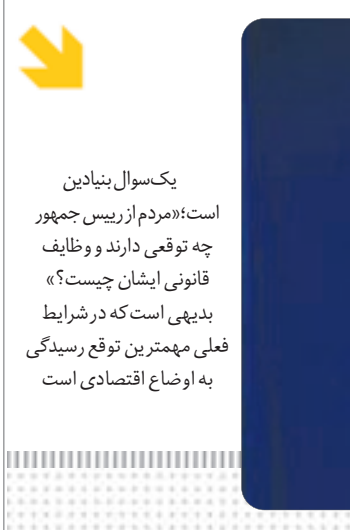 یک‌سوال بنیادین
است؛«مردم از رییس جمهور
چه توقعی دارند و وظایف
قانونی ایشان چیست؟»
بدیهی است که در شرایط
فعلی مهمترین توقع رسیدگی
به اوضاع اقتصادی است